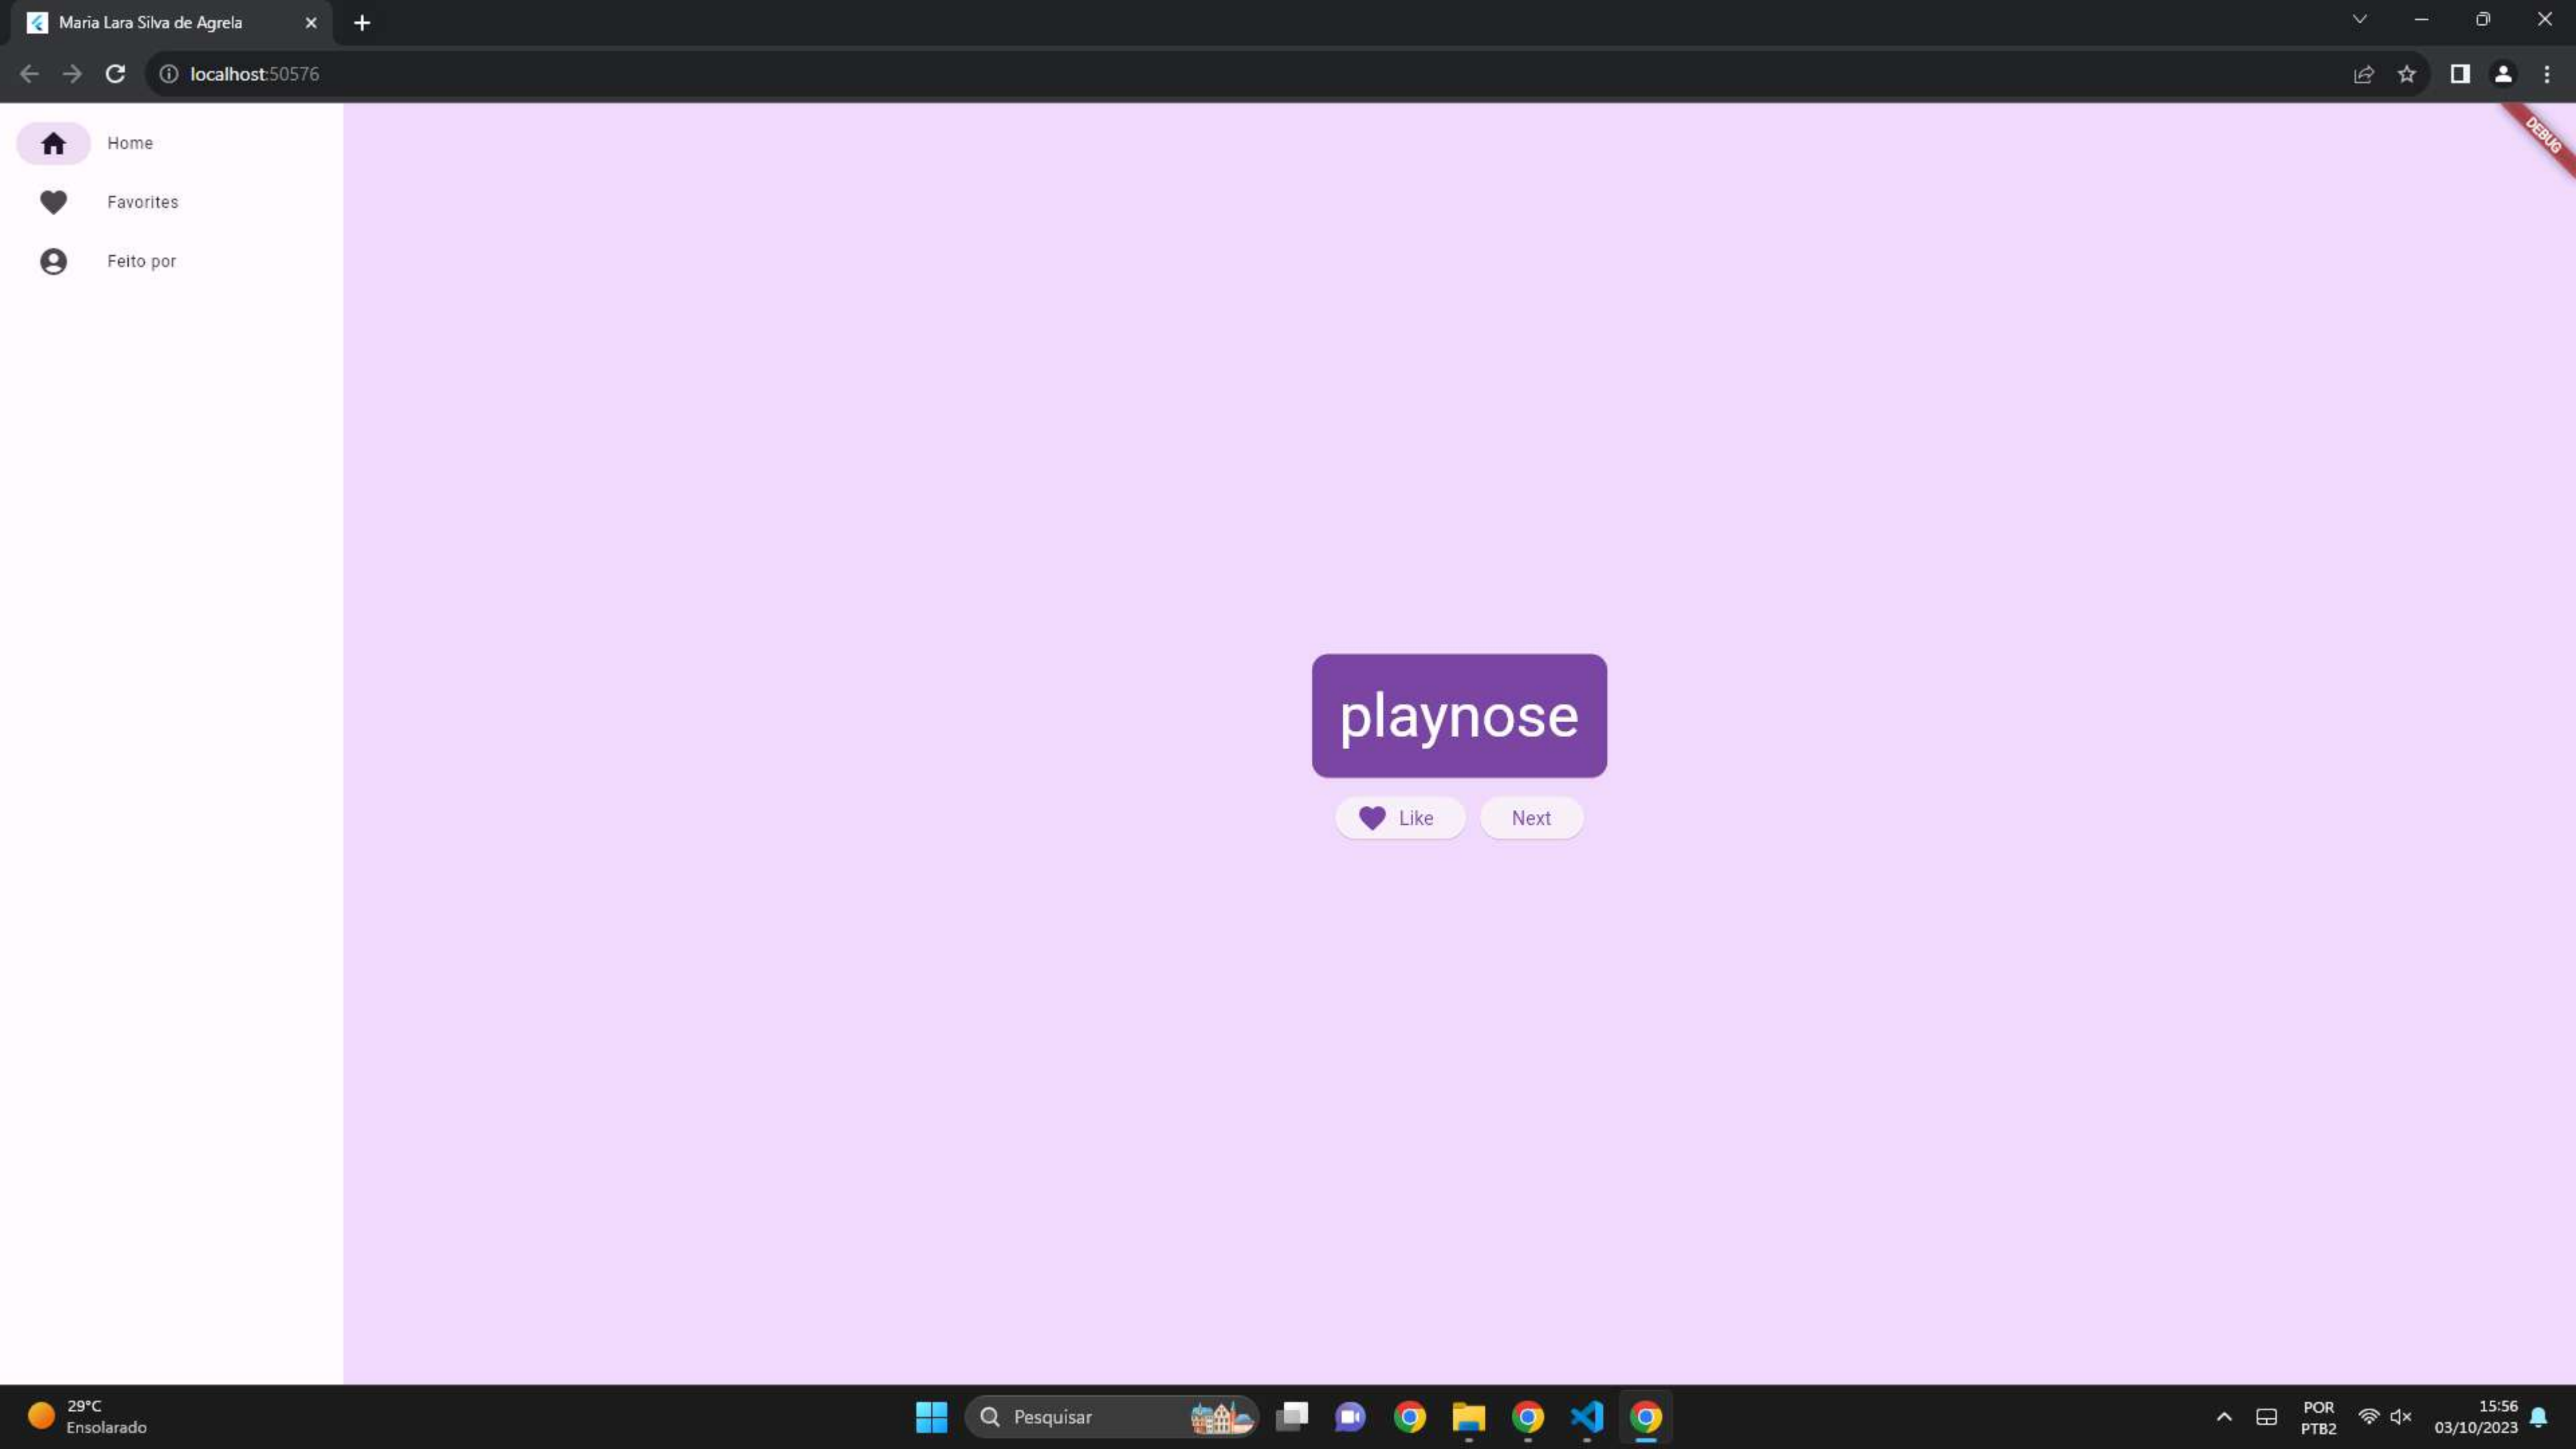 Maria Lara Silva de Agrela
localhost:50576
Home
Favorites
Feito por
DEBUG
playnose
Like
Next
29°C
Ensolarado
Pesquisar
POR
PTB2
15:56
03/10/2023